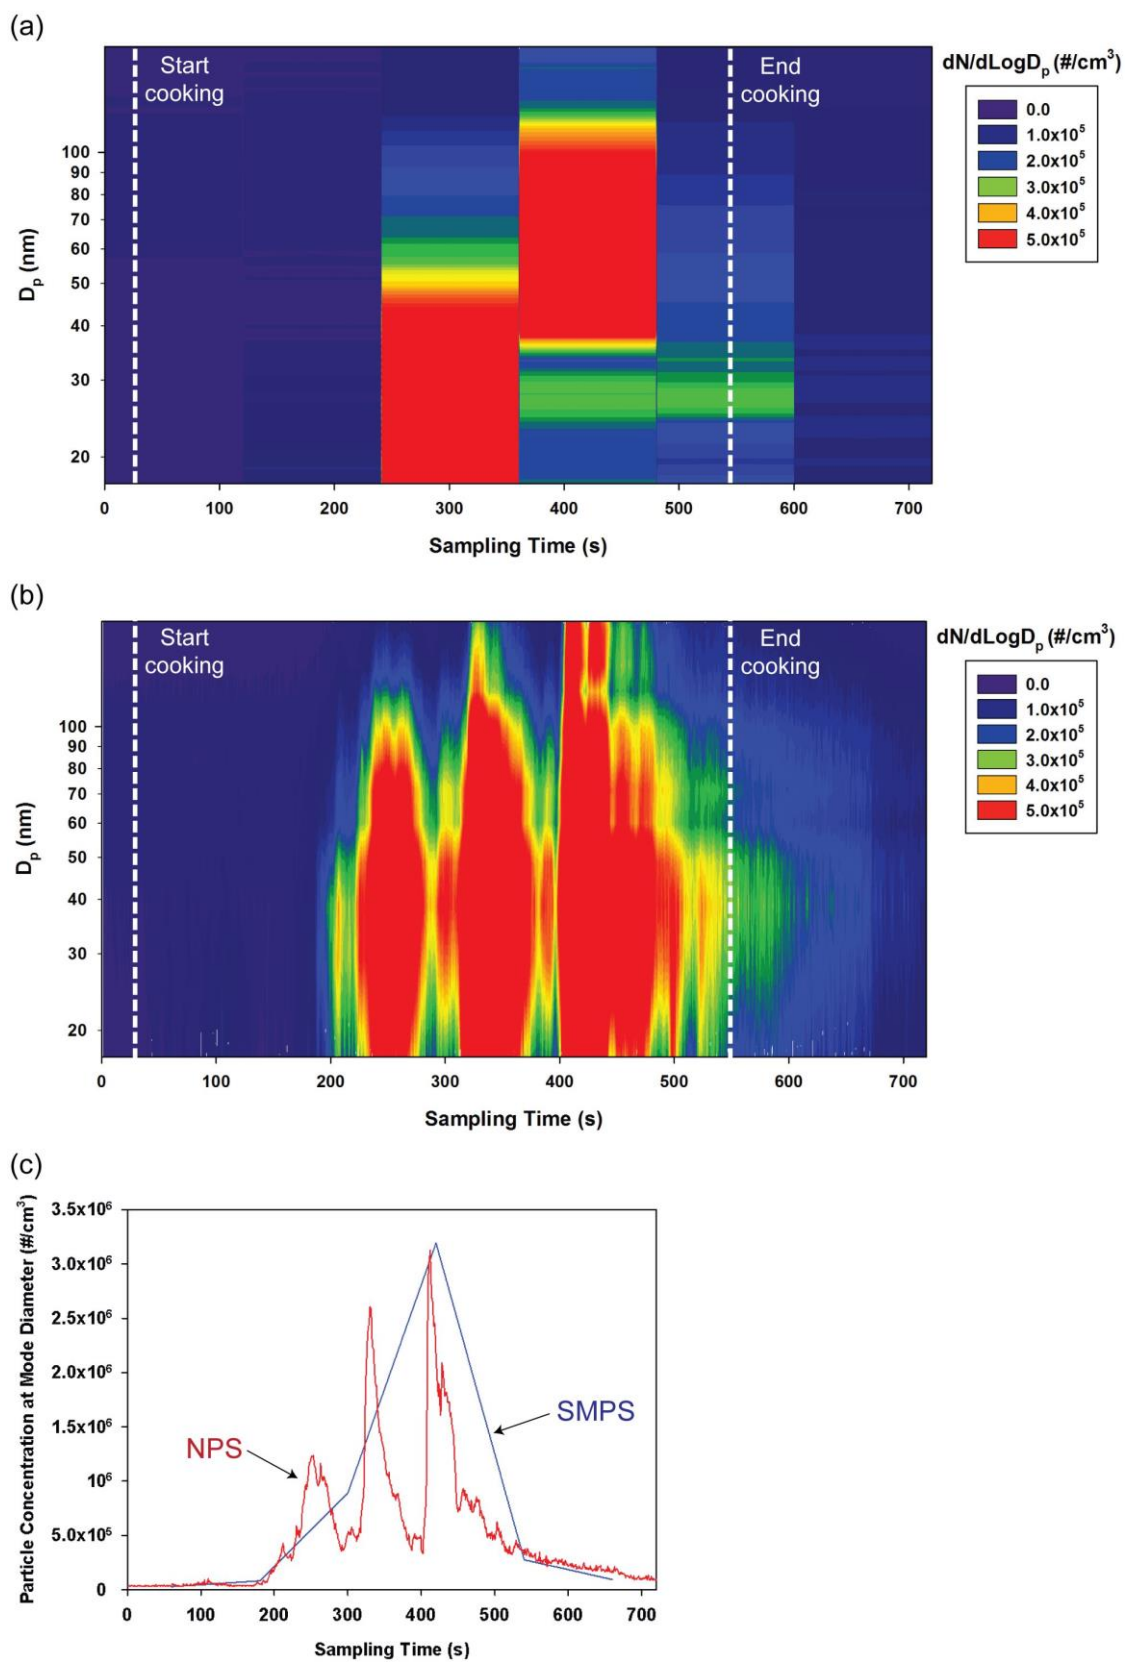 (a)
Start
cooking
End
cooking
dN/dLogDp (#/cm³)
0.0
1.0x10⁵
2.0x10⁵
3.0x10⁵
4.0x10⁵
5.0x10⁵
100
90
80
70
60
50
40
30
20
Dp (nm)
0 100 200 300 400 500 600 700
Sampling Time (s)
(b)
Start
cooking
End
cooking
dN/dLogDp (#/cm³)
0.0
1.0x10⁵
2.0x10⁵
3.0x10⁵
4.0x10⁵
5.0x10⁵
100
90
80
70
60
50
40
30
20
Dp (nm)
0 100 200 300 400 500 600 700
Sampling Time (s)
(c)
Particle Concentration at Mode Diameter (#/cm³)
3.5x10⁶
3.0x10⁶
2.5x10⁶
2.0x10⁶
1.5x10⁶
10⁶
5.0x10⁶
0
NPS
SMPS
0 100 200 300 400 500 600 700
Sampling Time (s)